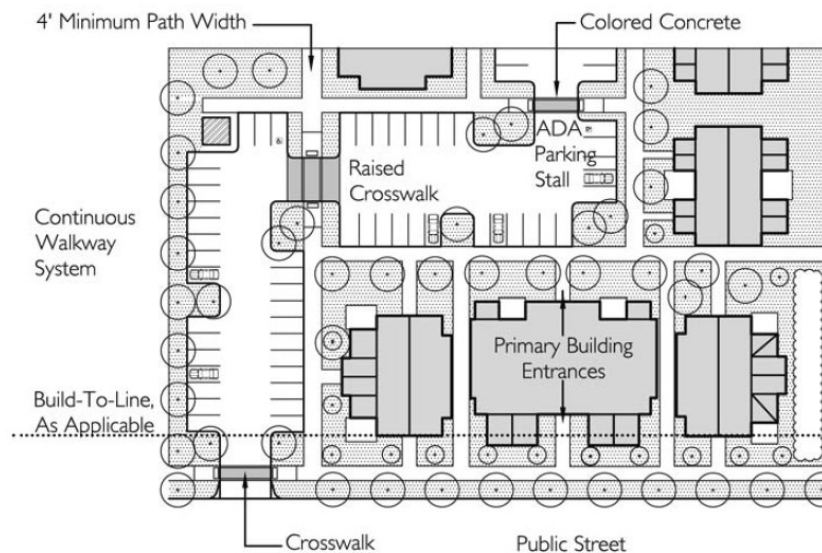 4' Minimum Path Width
Colored Concrete
ADA
Parking
Stall
Raised
Crosswalk
Continuous
Walkway
System
Primary Building
Entrances
Build-To-Line,
As Applicable
Crosswalk
Public Street